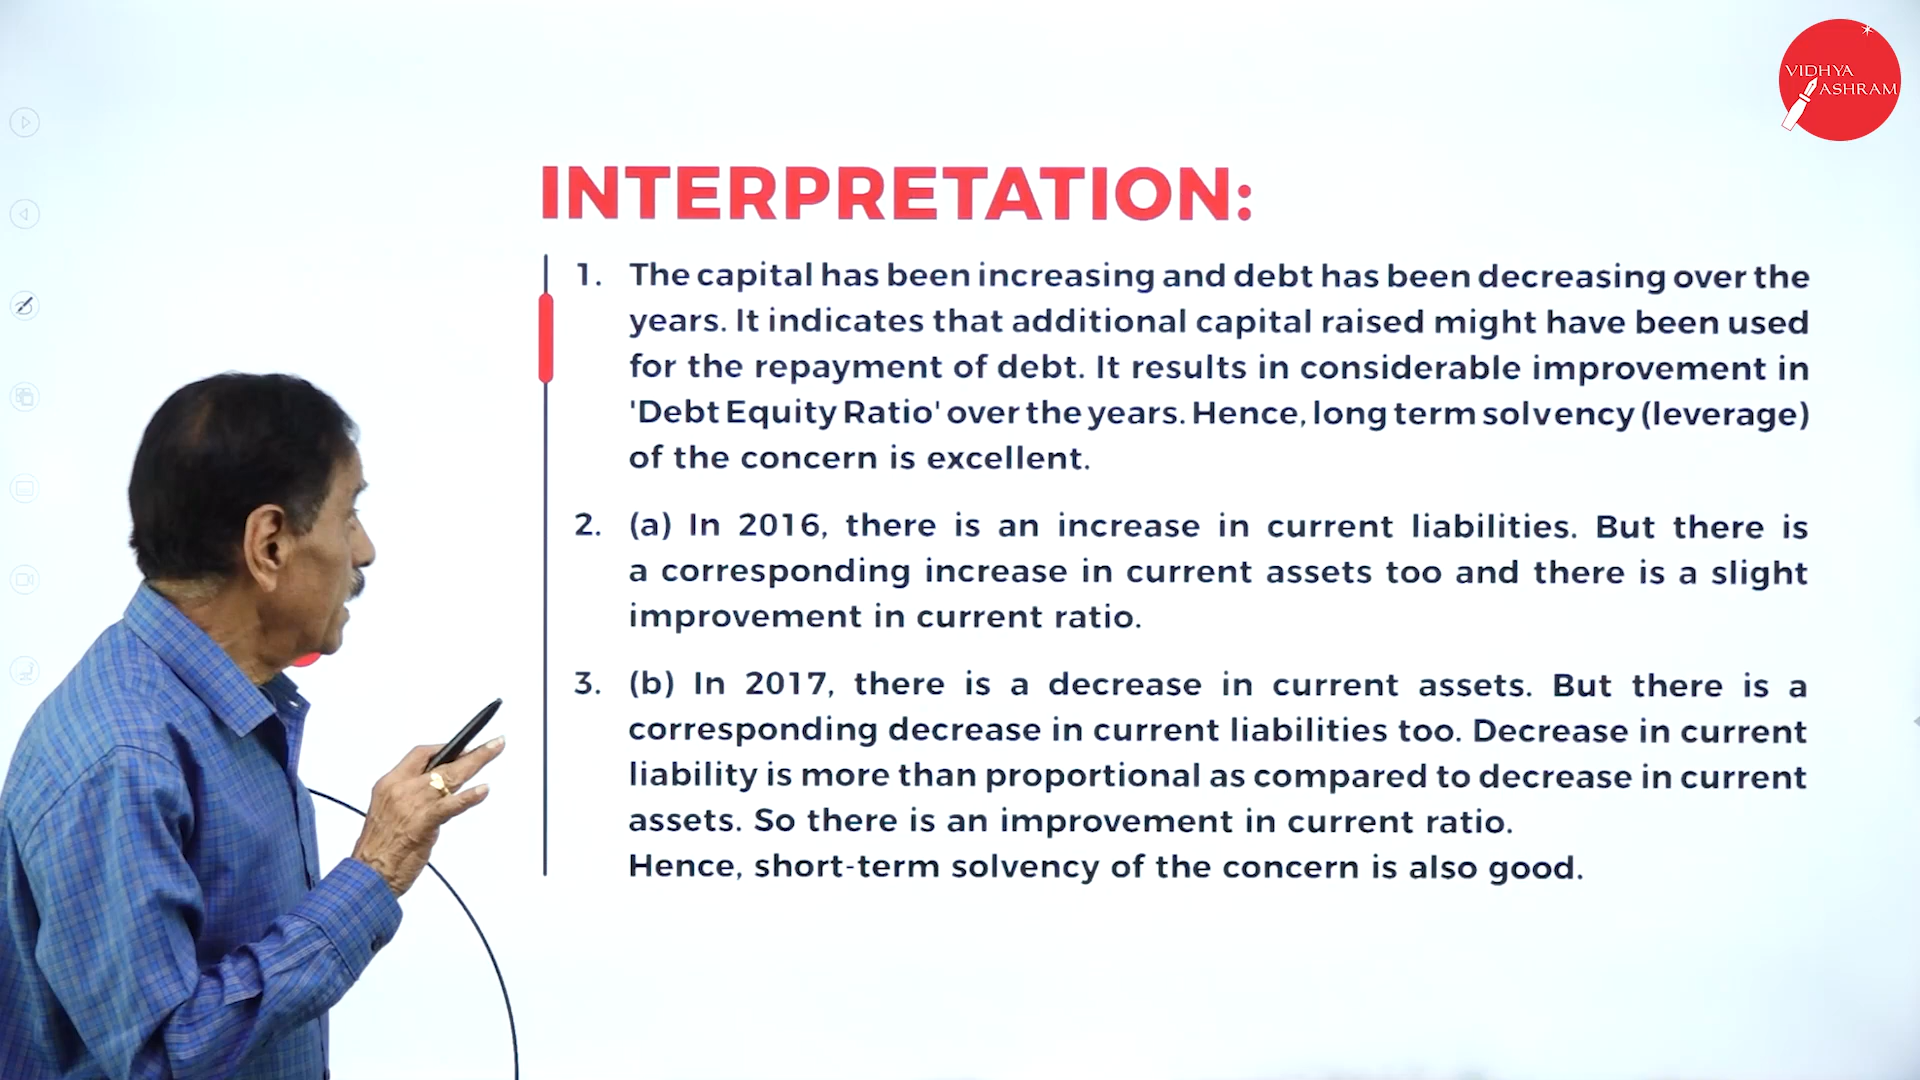 VIDHYA
ASHRAM
INTERPRETATION:
1. The capital has been increasing and debt has been decreasing over the
years. It indicates that additional capital raised might have been used
for the repayment of debt. It results in considerable improvement in
'Debt Equity Ratio' over the years. Hence, long term solvency (leverage)
of the concern is excellent.
2. (a) In 2016, there is an increase in current liabilities. But there is
a corresponding increase in current assets too and there is a slight
improvement in current ratio.
3. (b) In 2017, there is a decrease in current assets. But there is a
corresponding decrease in current liabilities too. Decrease in current
liability is more than proportional as compared to decrease in current
assets. So there is an improvement in current ratio.
Hence, short-term solvency of the concern is also good.